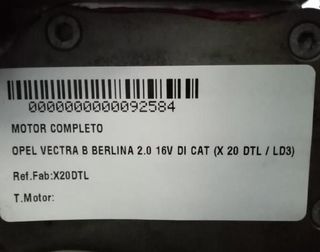 0000000000092584
MOTOR COMPLETO
OPEL VECTRA B BERLINA 2.0 16V DI CAT (X 20 DTL / LD3)
Ref.Fab:X20DTL
T.Motor: